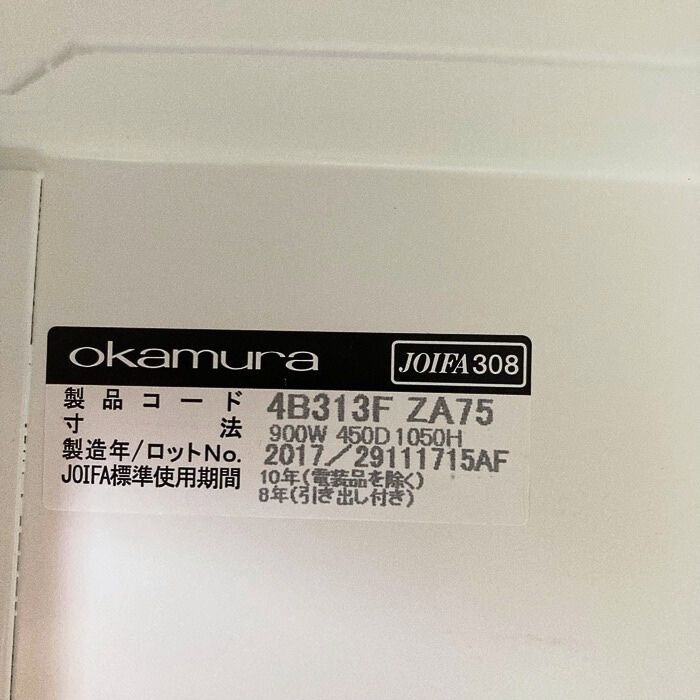 okamura JOIFA308
製品コード 4B313F ZA75
寸法 900W 450D 1050H
製造年/ロットNo. 2017/29111715AF
JOIFA標準使用期間 10年(電装品を除く)
8年(引き出し付き)